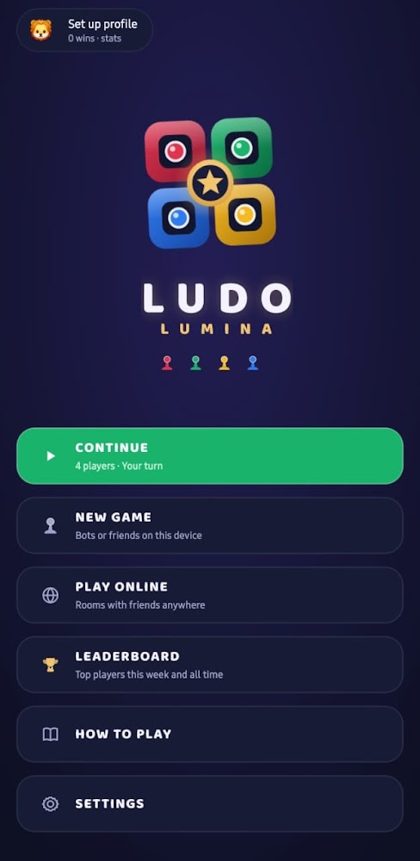 Set up profile
0 wins · stats
LUDO
LUMINA
CONTINUE
4 players · Your turn
NEW GAME
Bots or friends on this device
PLAY ONLINE
Rooms with friends anywhere
LEADERBOARD
Top players this week and all time
HOW TO PLAY
SETTINGS